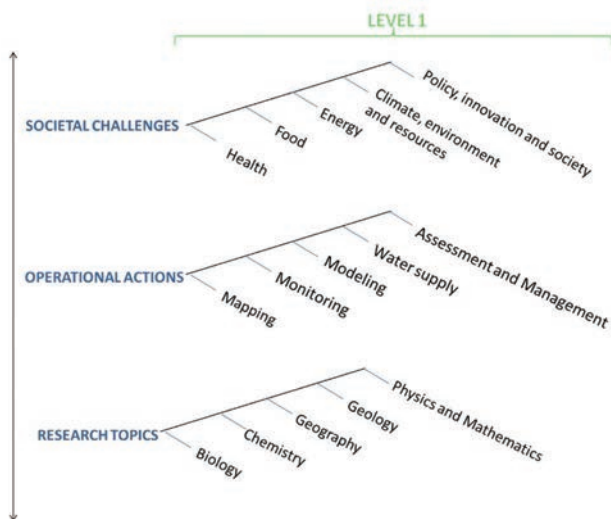 LEVEL 1
SOCIETAL CHALLENGES
Health
Food
Energy
Climate, environment
and resources
Policy, innovation and society
OPERATIONAL ACTIONS
Mapping
Monitoring
Modeling
Water supply
Assessment and Management
RESEARCH TOPICS
Biology
Chemistry
Geography
Geology
Physics and Mathematics